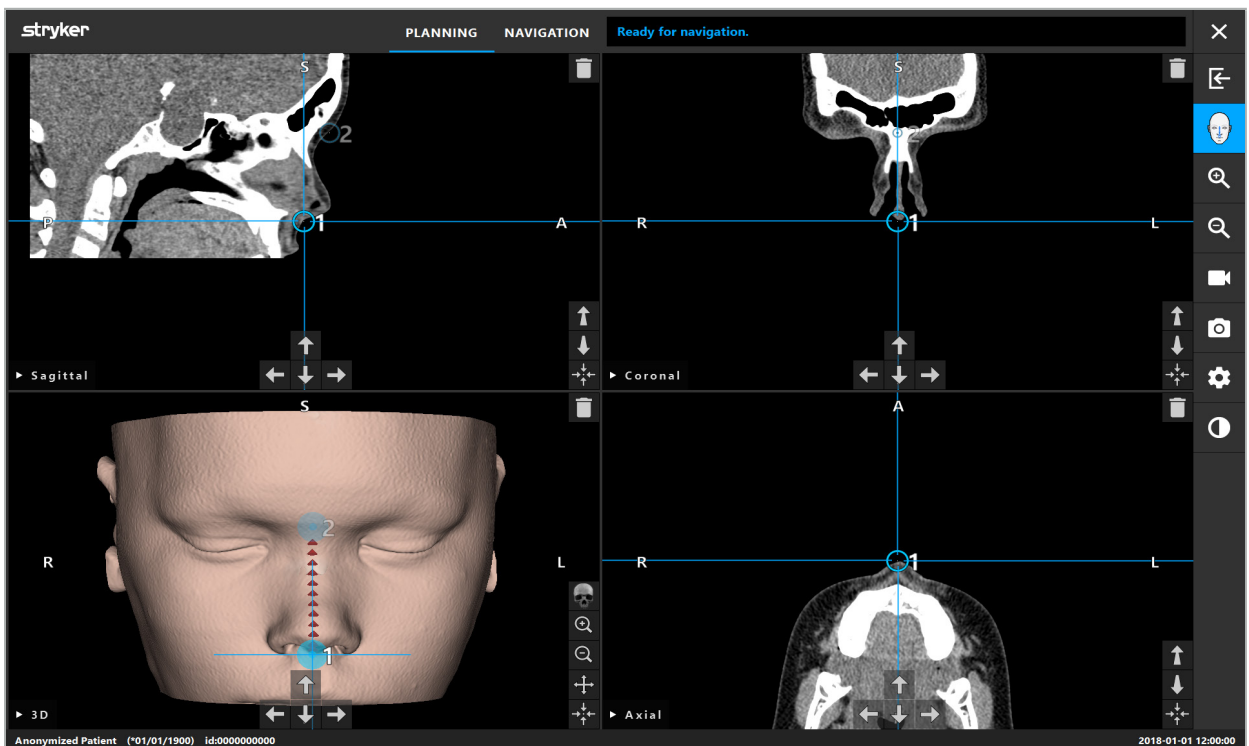 stryker
PLANNING NAVIGATION Ready for navigation.
S
2
P 1 A
Sagittal
S
2
R 1 L
Coronal
S
2
R L
1
3D
A
R 1 L
Axial
Anonymized Patient (*01/01/1900) id:0000000000 2018-01-01 12:00:00